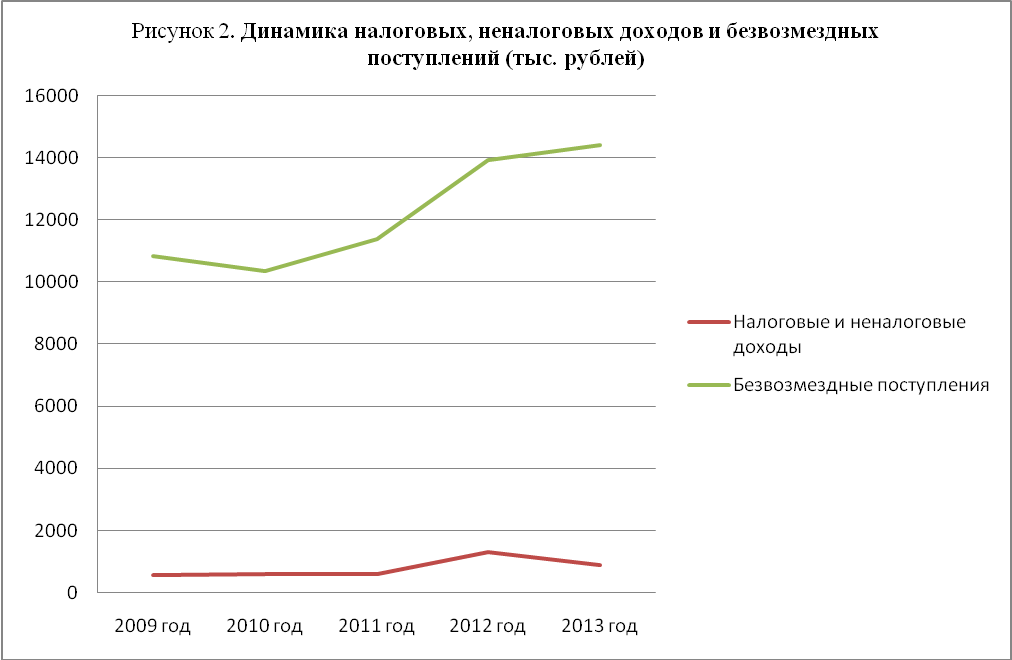 Рисунок 2. Динамика налоговых, неналоговых доходов и безвозмездных
поступлений (тыс. рублей)
16000
14000
12000
10000
8000
6000
4000
2000
0
2009 год 2010 год 2011 год 2012 год 2013 год
Налоговые и неналоговые
доходы
Безвозмездные поступления